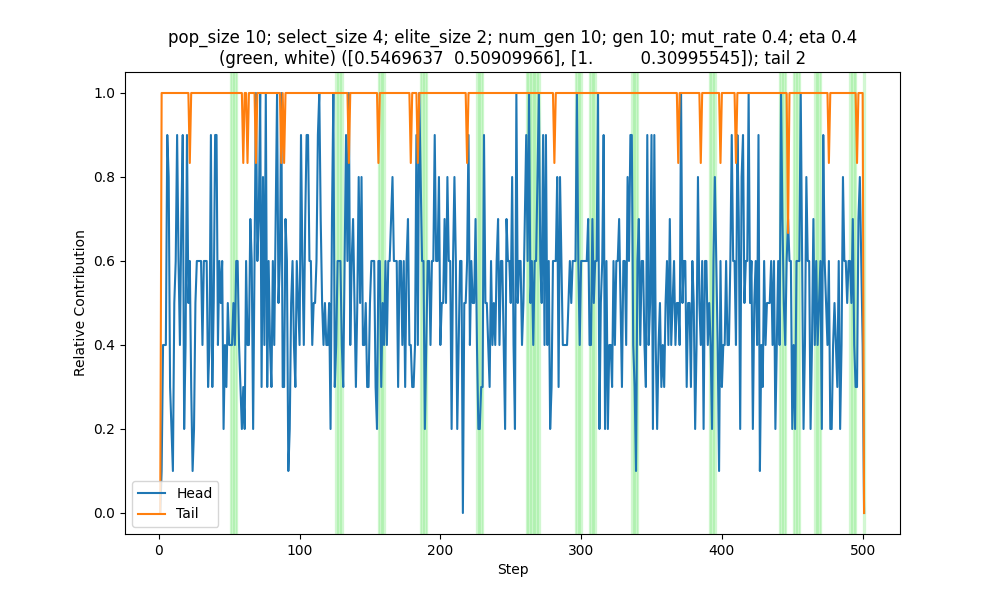 pop_size 10; select_size 4; elite_size 2; num_gen 10; gen 10; mut_rate 0.4; eta 0.4
(green, white) ([0.5469637  0.50909966], [1.         0.30995545]); tail 2
1.0
0.8
0.6
0.4
0.2
0.0
Relative Contribution
Head
Tail
0
100
200
300
400
500
Step